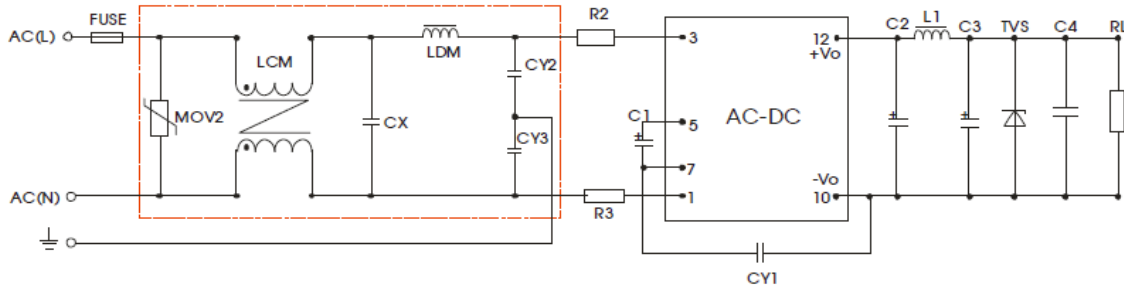 FUSE
AC(L)
LCM
MOV2
CX
LDM
CY2
CY3
R2
R3
AC(N)
C1
3
5
7
1
AC-DC
12
+Vo
-Vo
10
CY1
C2
L1
C3
TVS
C4
RL